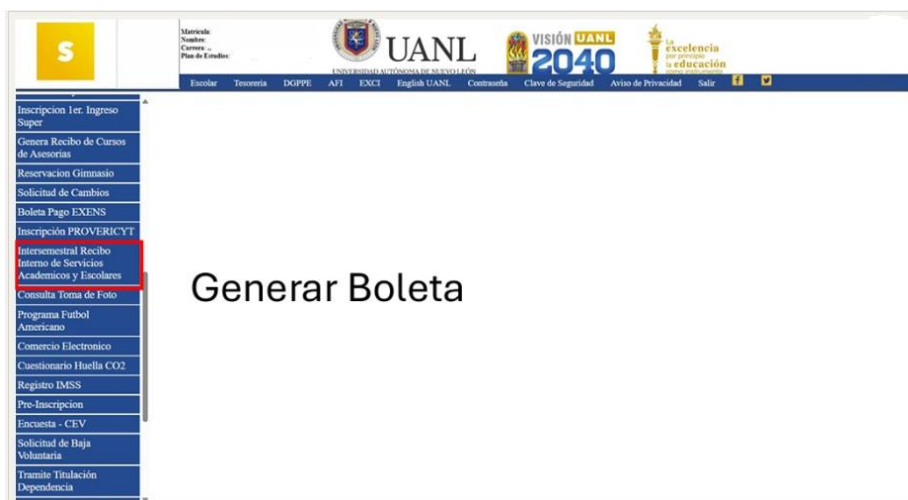 S
Matricula:
Nombre:
Carrera: .,
Plan de Estudios:
UANL
UNIVERSIDAD AUTÓNOMA DE NUEVO LEÓN
VISIÓN UANL
2040
La
excelencia
por principio
la educación
como instrumento
Escolar Tesoreria DGPPE AFI EXCI English UANL Contraseña Clave de Seguridad Aviso de Privacidad Salir f
Inscripcion 1er. Ingreso
Super
Genera Recibo de Cursos
de Asesorias
Reservacion Gimnasio
Solicitud de Cambios
Boleta Pago EXENS
Inscripción PROVERICYT
Intersemestral Recibo
Interno de Servicios
Academicos y Escolares
Consulta Toma de Foto
Programa Futbol
Americano
Comercio Electronico
Cuestionario Huella CO2
Registro IMSS
Pre-Inscripcion
Encuesta - CEV
Solicitud de Baja
Voluntaria
Tramite Titulación
Dependencia
Generar Boleta